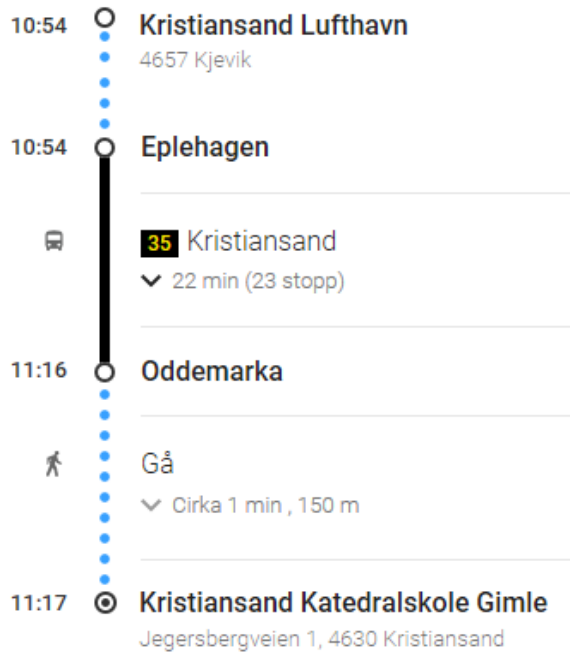 10:54 Kristiansand Lufthavn
4657 Kjevik
10:54 Eplehagen
35 Kristiansand
22 min (23 stopp)
11:16 Oddemarka
Gå
Cirka 1 min , 150 m
11:17 Kristiansand Katedralskole Gimle
Jegersbergveien 1, 4630 Kristiansand